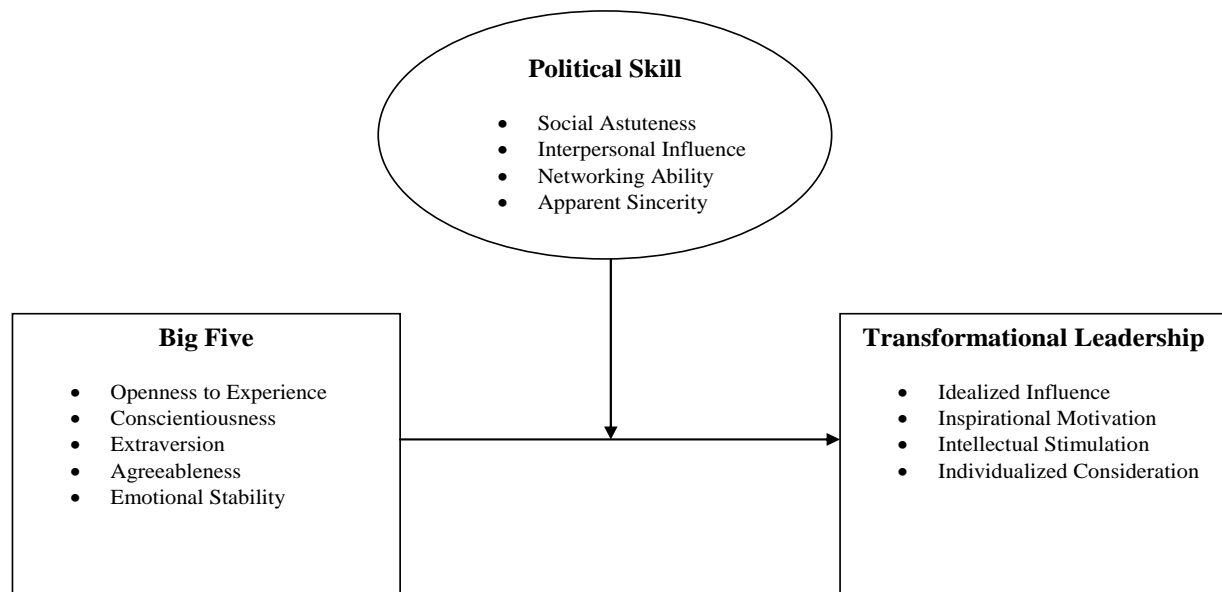 Political Skill
• Social Astuteness
• Interpersonal Influence
• Networking Ability
• Apparent Sincerity
Big Five
• Openness to Experience
• Conscientiousness
• Extraversion
• Agreeableness
• Emotional Stability
Transformational Leadership
• Idealized Influence
• Inspirational Motivation
• Intellectual Stimulation
• Individualized Consideration